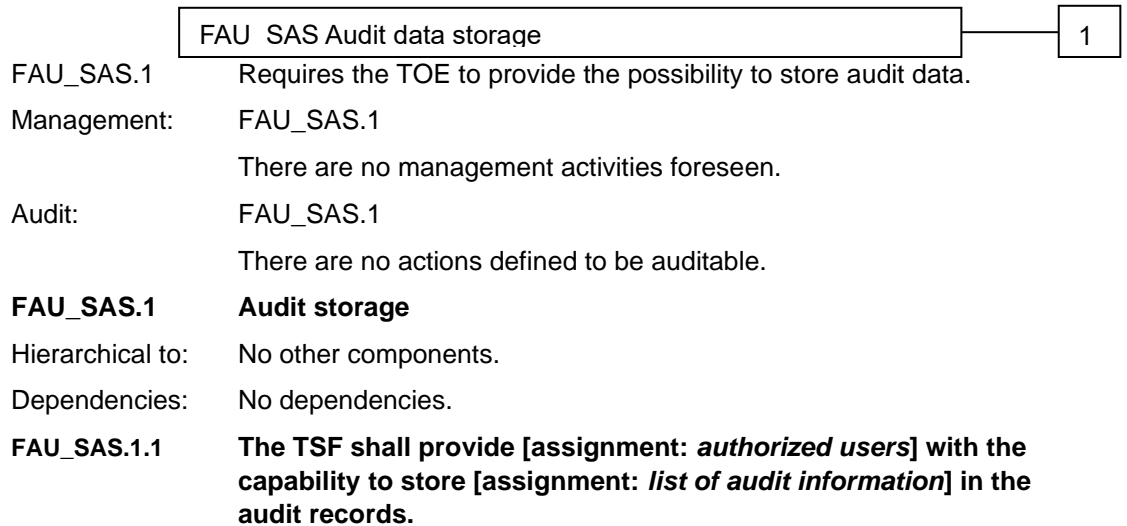 FAU_SAS Audit data storage 1
FAU_SAS.1 Requires the TOE to provide the possibility to store audit data.
Management: FAU_SAS.1
There are no management activities foreseen.
Audit: FAU_SAS.1
There are no actions defined to be auditable.
FAU_SAS.1 Audit storage
Hierarchical to: No other components.
Dependencies: No dependencies.
FAU_SAS.1.1 The TSF shall provide [assignment: authorized users] with the
capability to store [assignment: list of audit information] in the
audit records.